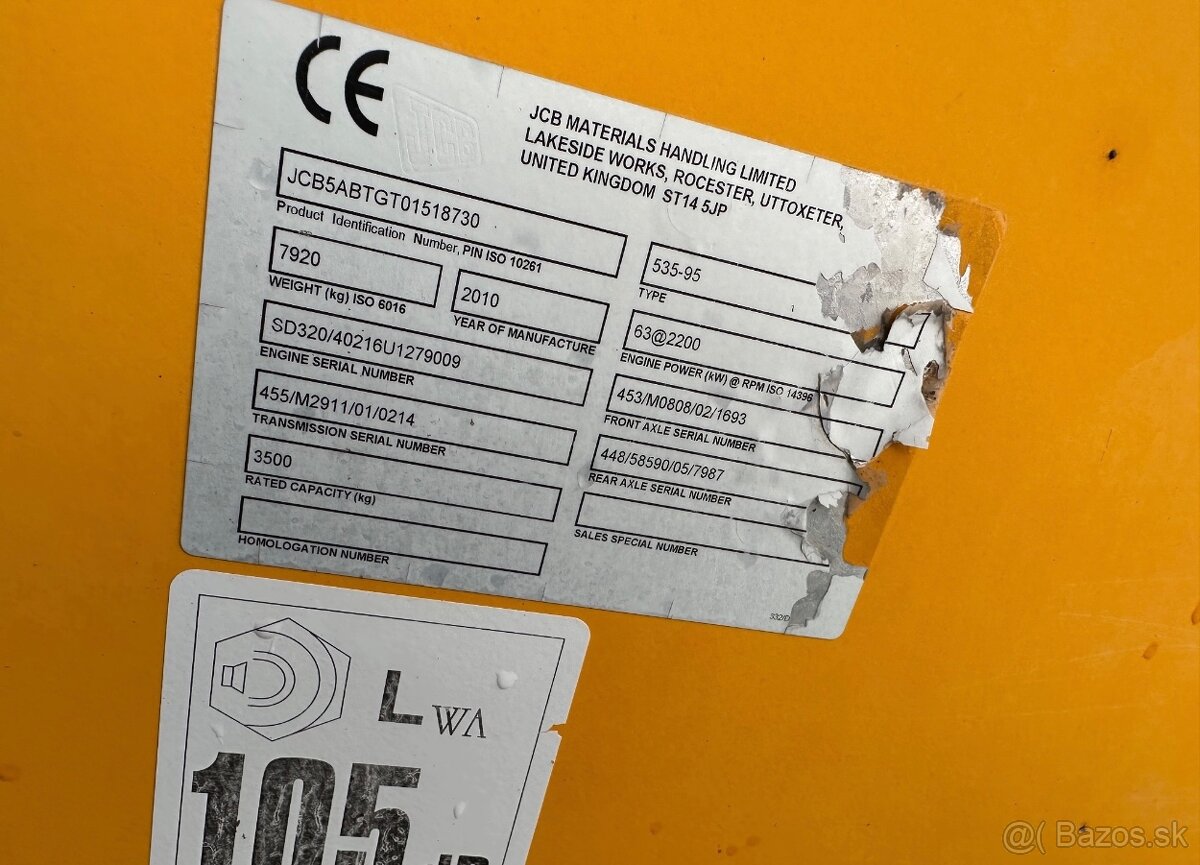 CE
JCB
JCB MATERIALS HANDLING LIMITED
LAKESIDE WORKS, ROCESTER, UTTOXETER,
UNITED KINGDOM ST14 5JP
JCB5ABTGT01518730
Product Identification Number, PIN ISO 10261
7920
WEIGHT (kg) ISO 6016
2010
YEAR OF MANUFACTURE
SD320/40216U1279009
ENGINE SERIAL NUMBER
455/M2911/01/0214
TRANSMISSION SERIAL NUMBER
3500
RATED CAPACITY (kg)
HOMOLOGATION NUMBER
535-95
TYPE
63@2200
ENGINE POWER (kW) @ RPM ISO 14396
453/M0808/02/1693
FRONT AXLE SERIAL NUMBER
448/58590/05/7987
REAR AXLE SERIAL NUMBER
SALES SPECIAL NUMBER
LWA
105
@( Bazos.sk